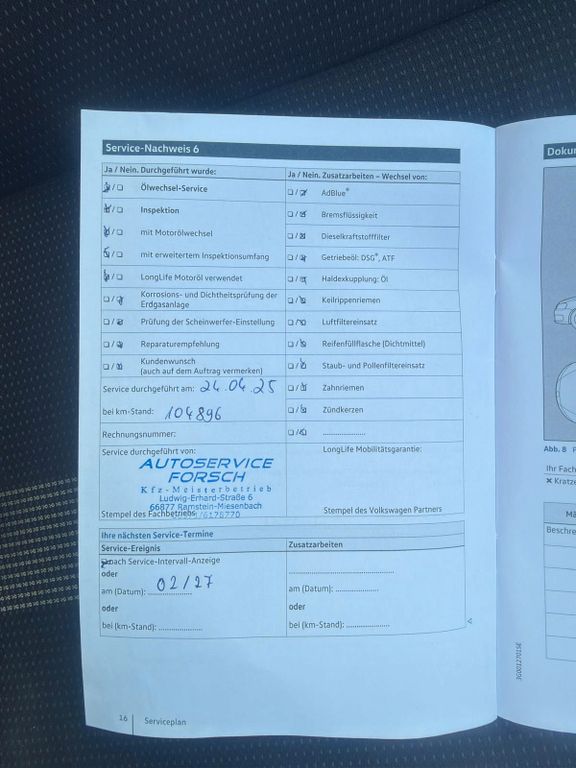 Service-Nachweis 6
Ja / Nein. Durchgeführt wurde:
Ölwechsel-Service
Inspektion
mit Motorölwechsel
mit erweitertem Inspektionsumfang
LongLife Motoröl verwendet
Korrosions- und Dichtheitsprüfung der
Erdgasanlage
Prüfung der Scheinwerfer-Einstellung
Reparaturempfehlung
Kundenwunsch
(auch auf dem Auftrag vermerken)
Service durchgeführt am: 24.04.25
bei km-Stand: 104896
Rechnungsnummer:
Service durchgeführt von:
AUTOSERVICE
FORSCH
Kfz-Meisterbetrieb
Ludwig-Erhard-Straße 6
66877 Ramstein-Miesenbach
Stempel des Fachbetriebs
Ja / Nein. Zusatzarbeiten – Wechsel von:
AdBlue®
Bremsflüssigkeit
Dieselkraftstofffilter
Getriebeöl: DSG®, ATF
Haldexkupplung: Öl
Keilrippenriemen
Luftfiltereinsatz
Reifenfüllflasche (Dichtmittel)
Staub- und Pollenfiltereinsatz
Zahnriemen
Zündkerzen
LongLife Mobilitätsgarantie:
Stempel des Volkswagen Partners
Ihre nächsten Service-Termine
Service-Ereignis
nach Service-Intervall-Anzeige
oder
am (Datum): 02/27
oder
bei (km-Stand):
Zusatzarbeiten
am (Datum):
oder
bei (km-Stand):
16 Serviceplan
3G0012701SE
Abb. 8
Ihr Fach